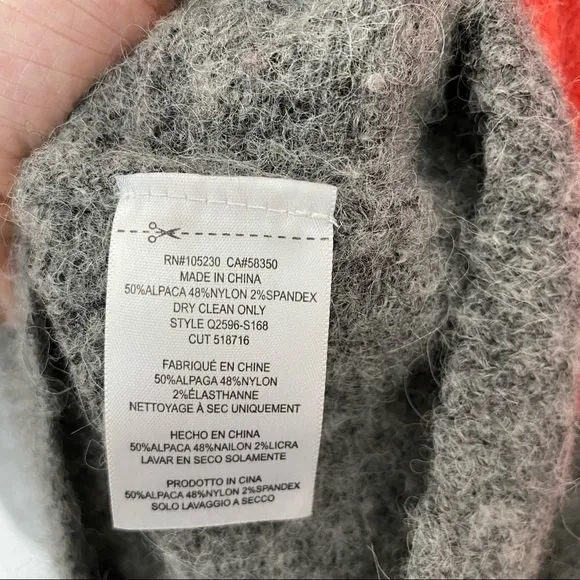 RN#105230 CA#58350
MADE IN CHINA
50%ALPACA 48%NYLON 2%SPANDEX
DRY CLEAN ONLY
STYLE Q2596-S168
CUT 518716
FABRIQUÉ EN CHINE
50%ALPAGA 48%NYLON
2%ÉLASTHANNE
NETTOYAGE À SEC UNIQUEMENT
HECHO EN CHINA
50%ALPACA 48%NAILON 2%LICRA
LAVAR EN SECO SOLAMENTE
PRODOTTO IN CINA
50%ALPACA 48%NYLON 2%SPANDEX
SOLO LAVAGGIO A SECCO